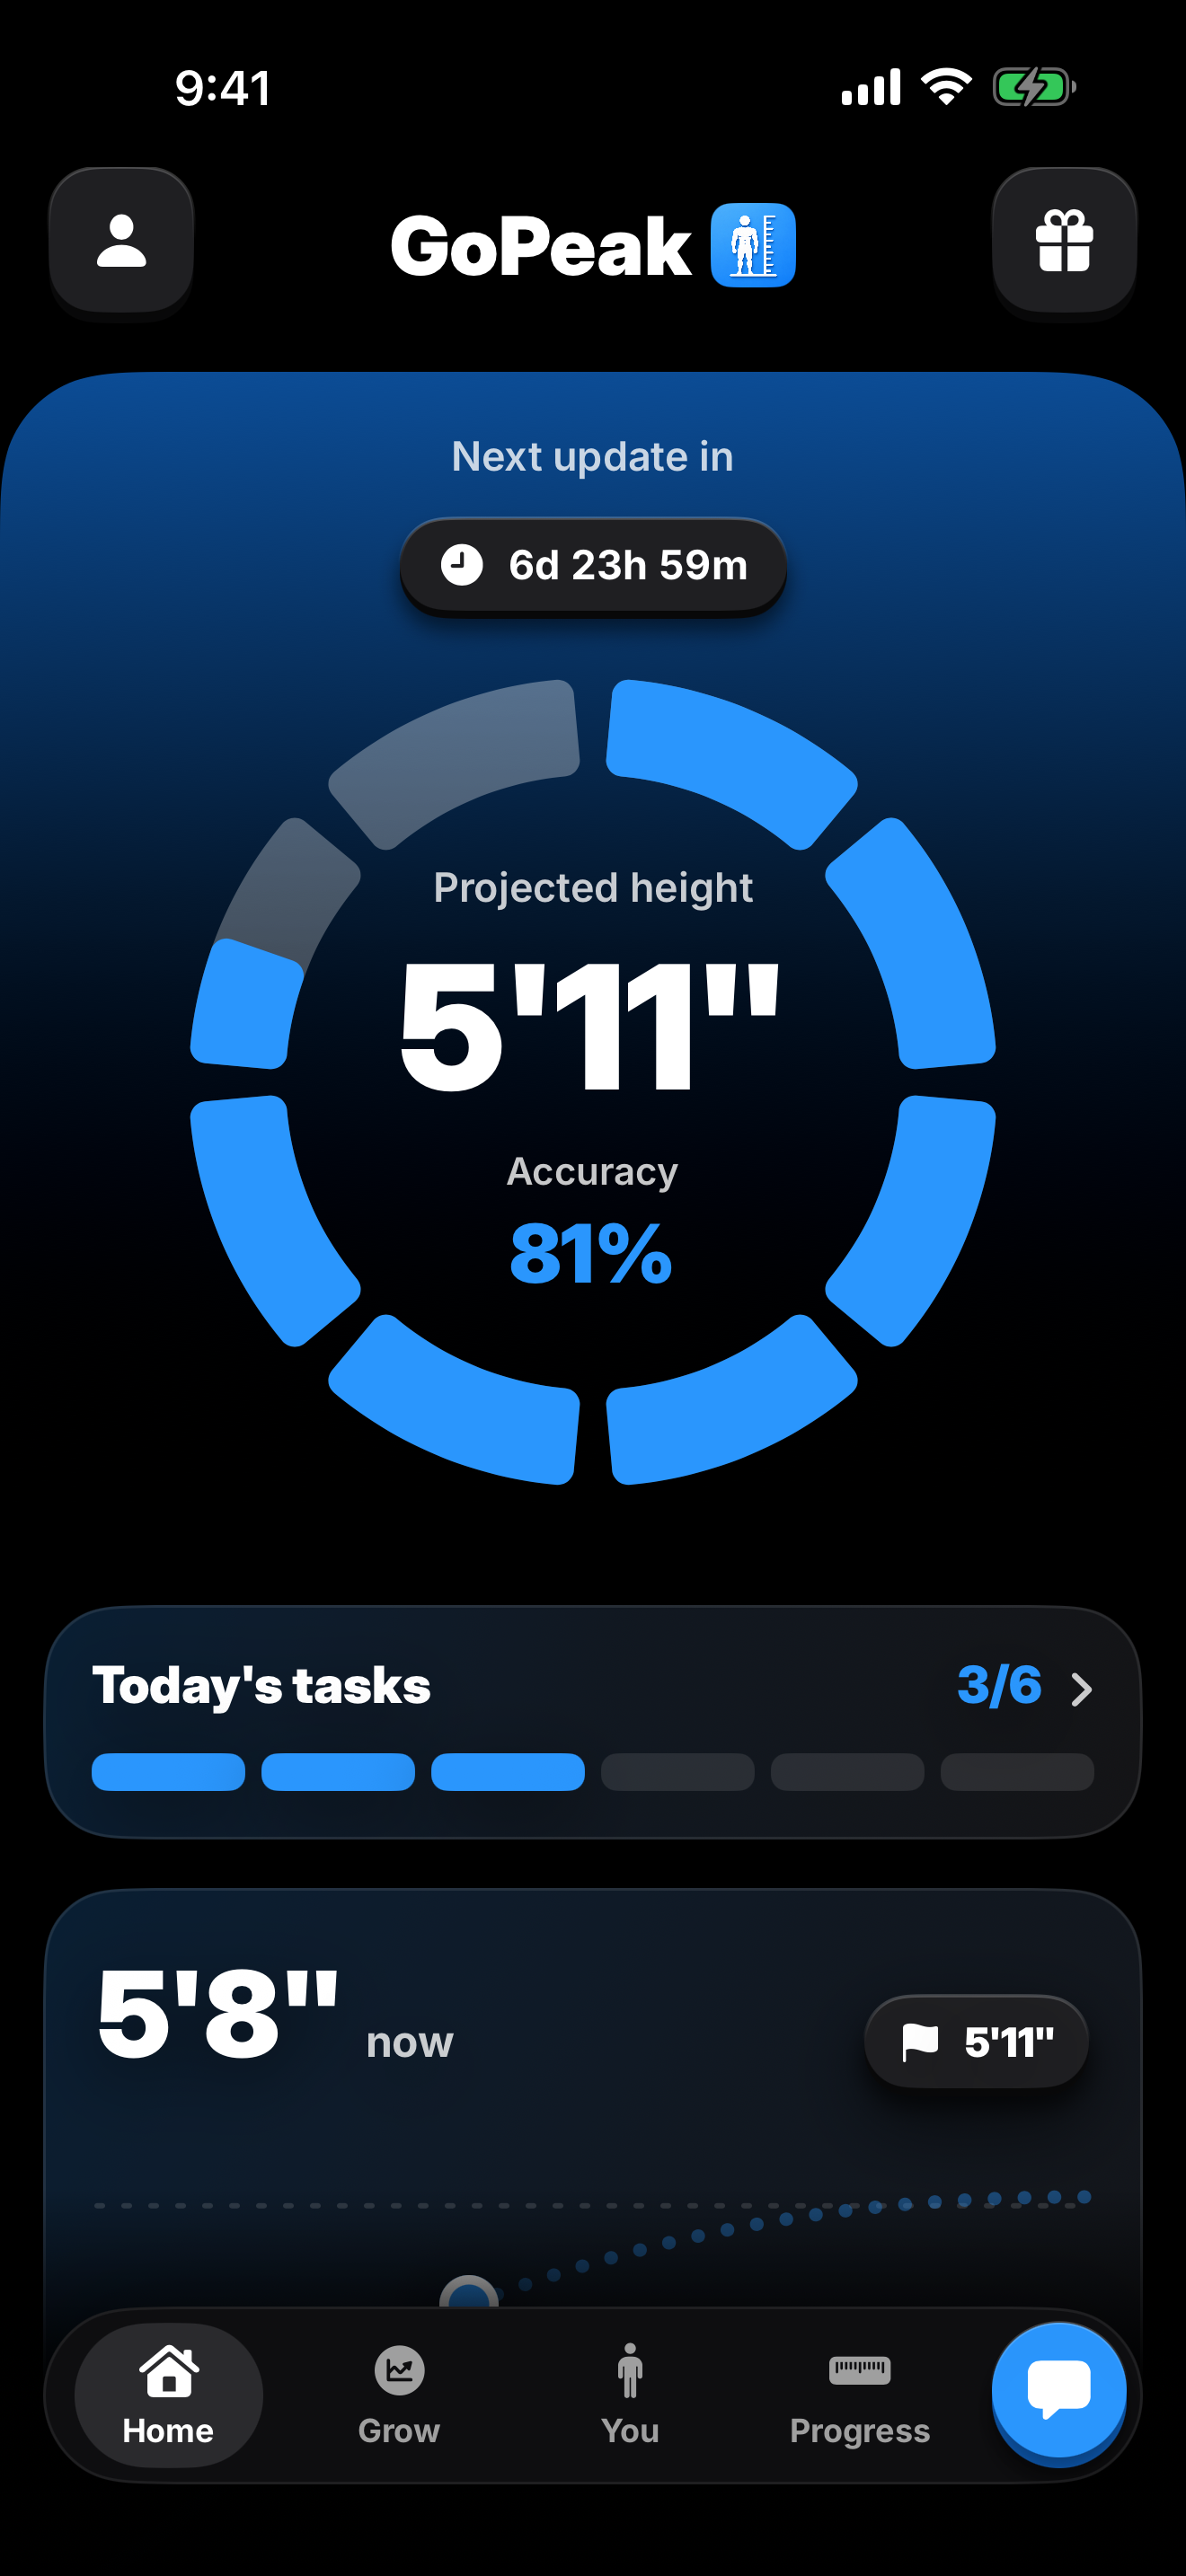 9:41
GoPeak
Next update in
6d 23h 59m
Projected height
5'11"
Accuracy
81%
Today's tasks 3/6
5'8" now
5'11"
Home Grow You Progress